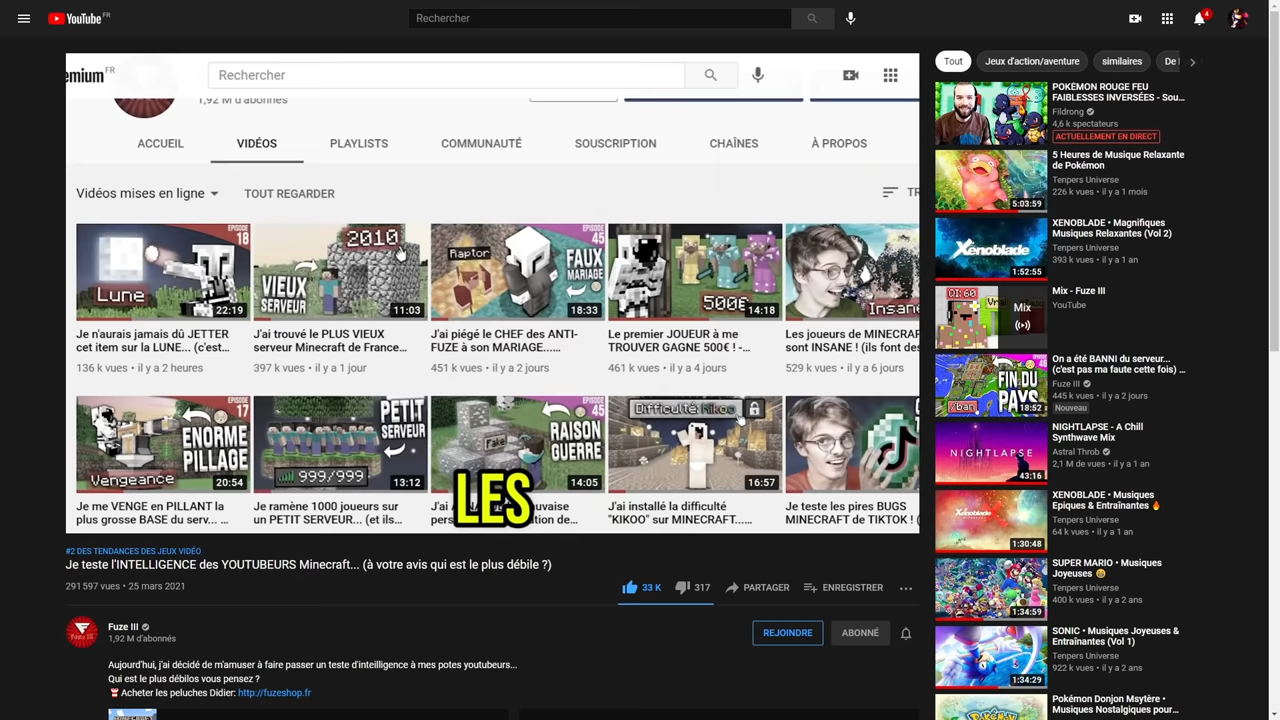 YouTube FR
Rechercher
4
emium FR
Rechercher
1,92 M d'abonnés
ACCUEIL
VIDÉOS
PLAYLISTS
COMMUNAUTÉ
SOUSCRIPTION
CHAÎNES
À PROPOS
Vidéos mises en ligne
TOUT REGARDER
TR
18
Lune
22:19
2010
VIEUX
SERVEUR
11:03
45
Raptor
FAUX
MARIAGE
18:33
500€
14:18
Insane
Je n'aurais jamais dû JETTER
cet item sur la LUNE... (c'est...
136 k vues • il y a 2 heures
J'ai trouvé le PLUS VIEUX
serveur Minecraft de France...
397 k vues • il y a 1 jour
J'ai piégé le CHEF des ANTI-
FUZE à son MARIAGE......
451 k vues • il y a 2 jours
Le premier JOUEUR à me
TROUVER GAGNE 500€ ! -...
461 k vues • il y a 4 jours
Les joueurs de MINECRAF
sont INSANE ! (ils font des
529 k vues • il y a 6 jours
17
ENORME
PILLAGE
Vengeance
20:54
PETIT
SERVEUR
999/999
13:12
45
Fake
RAISON
GUERRE
14:05
Difficulté Kikoo
16:57
Je me VENGE en PILLANT la
plus grosse BASE du serv... ...
Je ramène 1000 joueurs sur
un PETIT SERVEUR... (et ils...
LES
J'ai installé la difficulté
"KIKOO" sur MINECRAFT......
Je teste les pires BUGS
MINECRAFT de TIKTOK ! (
#2 DES TENDANCES DES JEUX VIDÉO
Je teste l'INTELLIGENCE des YOUTUBEURS Minecraft... (à votre avis qui est le plus débile ?)
291 597 vues • 25 mars 2021
33 K
317
PARTAGER
ENREGISTRER
Fuze III
1,92 M d'abonnés
REJOINDRE
ABONNÉ
Aujourd'hui, j'ai décidé de m'amuser à faire passer un teste d'inteilligence à mes potes youtubeurs...
Qui est le plus débilos vous pensez ?
Acheter les peluches Didier: http://fuzeshop.fr
Tout
Jeux d'action/aventure
similaires
De
POKÉMON ROUGE FEU
FAIBLESSES INVERSÉES - Sou...
Fildrong
4,6 k spectateurs
ACTUELLEMENT EN DIRECT
5 Heures de Musique Relaxante
de Pokémon
Tenpers Universe
226 k vues • il y a 1 mois
5:03:59
XENOBLADE • Magnifiques
Musiques Relaxantes (Vol 2)
Tenpers Universe
393 k vues • il y a 1 an
Xenoblade
1:52:55
Mix - Fuze III
YouTube
QI: 60
Mix
On a été BANNI du serveur...
(c'est pas ma faute cette fois) ...
Fuze III
445 k vues • il y a 2 jours
Nouveau
FIN DU
PAYS
/ban
18:52
NIGHTLAPSE - A Chill
Synthwave Mix
Astral Throb
2,1 M de vues • il y a 1 an
NIGHTLAPSE
43:16
XENOBLADE • Musiques
Epiques & Entraînantes
Tenpers Universe
64 k vues • il y a 1 an
Xenoblade
1:30:48
SUPER MARIO • Musiques
Joyeuses
Tenpers Universe
400 k vues • il y a 2 ans
1:34:59
SONIC • Musiques Joyeuses &
Entraînantes (Vol 1)
Tenpers Universe
922 k vues • il y a 2 ans
1:34:29
Pokémon Donjon Msytère •
Musiques Nostalgiques pour...